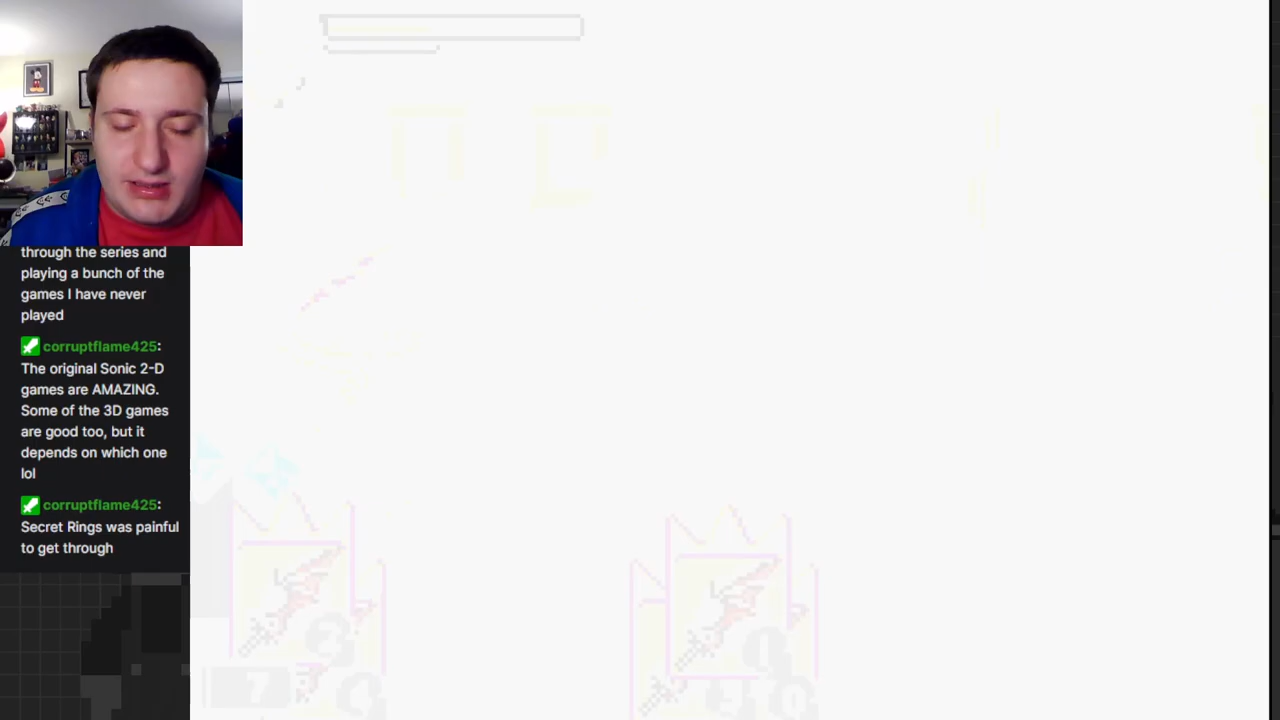 through the series and
playing a bunch of the
games I have never
played
corruptflame425:
The original Sonic 2-D
games are AMAZING.
Some of the 3D games
are good too, but it
depends on which one
lol
corruptflame425:
Secret Rings was painful
to get through
7